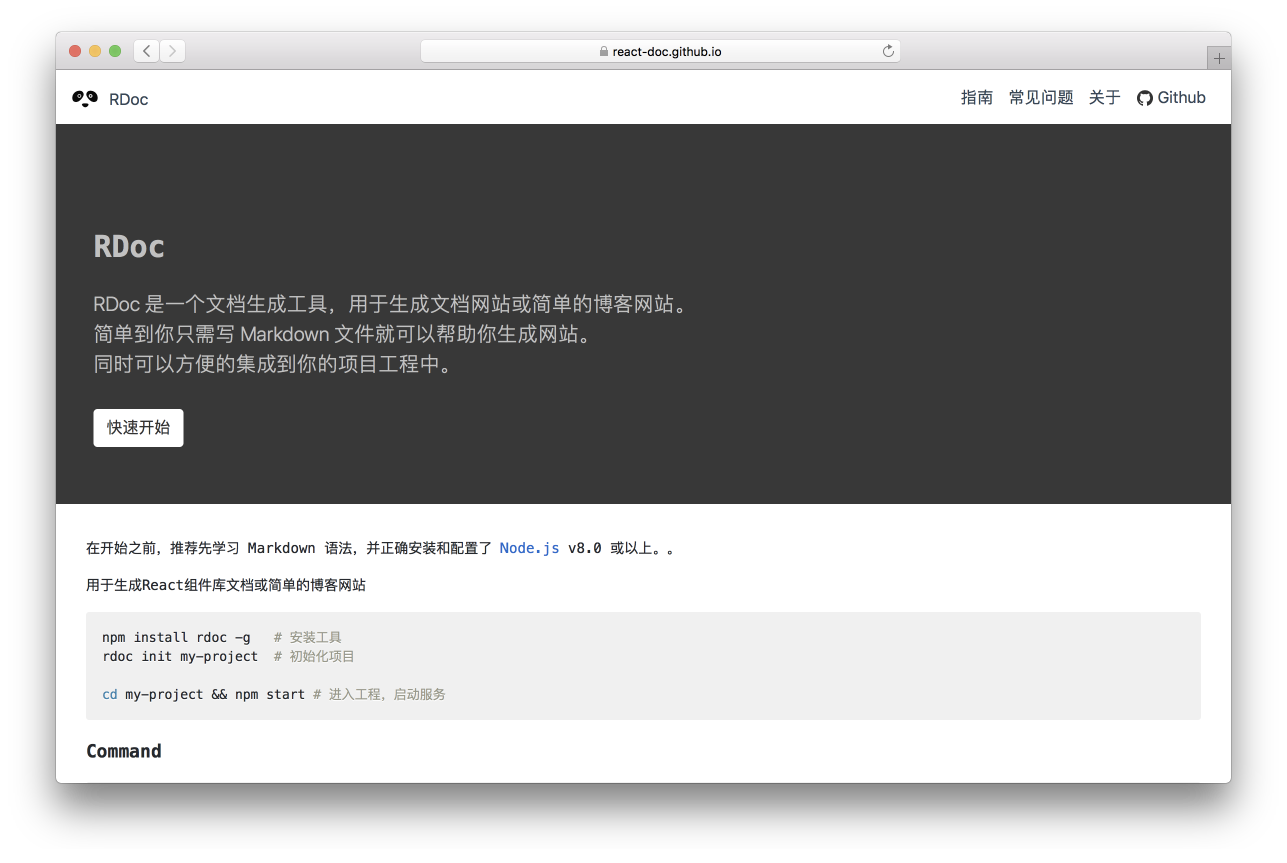 react-doc.github.io
RDoc
指南 常见问题 关于 Github
RDoc
RDoc 是一个文档生成工具，用于生成文档网站或简单的博客网站。
简单到你只需写 Markdown 文件就可以帮助你生成网站。
同时可以方便的集成到你的项目工程中。
快速开始
在开始之前，推荐先学习 Markdown 语法，并正确安装和配置了 Node.js v8.0 或以上。。
用于生成React组件库文档或简单的博客网站
npm install rdoc -g   # 安装工具
rdoc init my-project  # 初始化项目
cd my-project && npm start # 进入工程，启动服务
Command